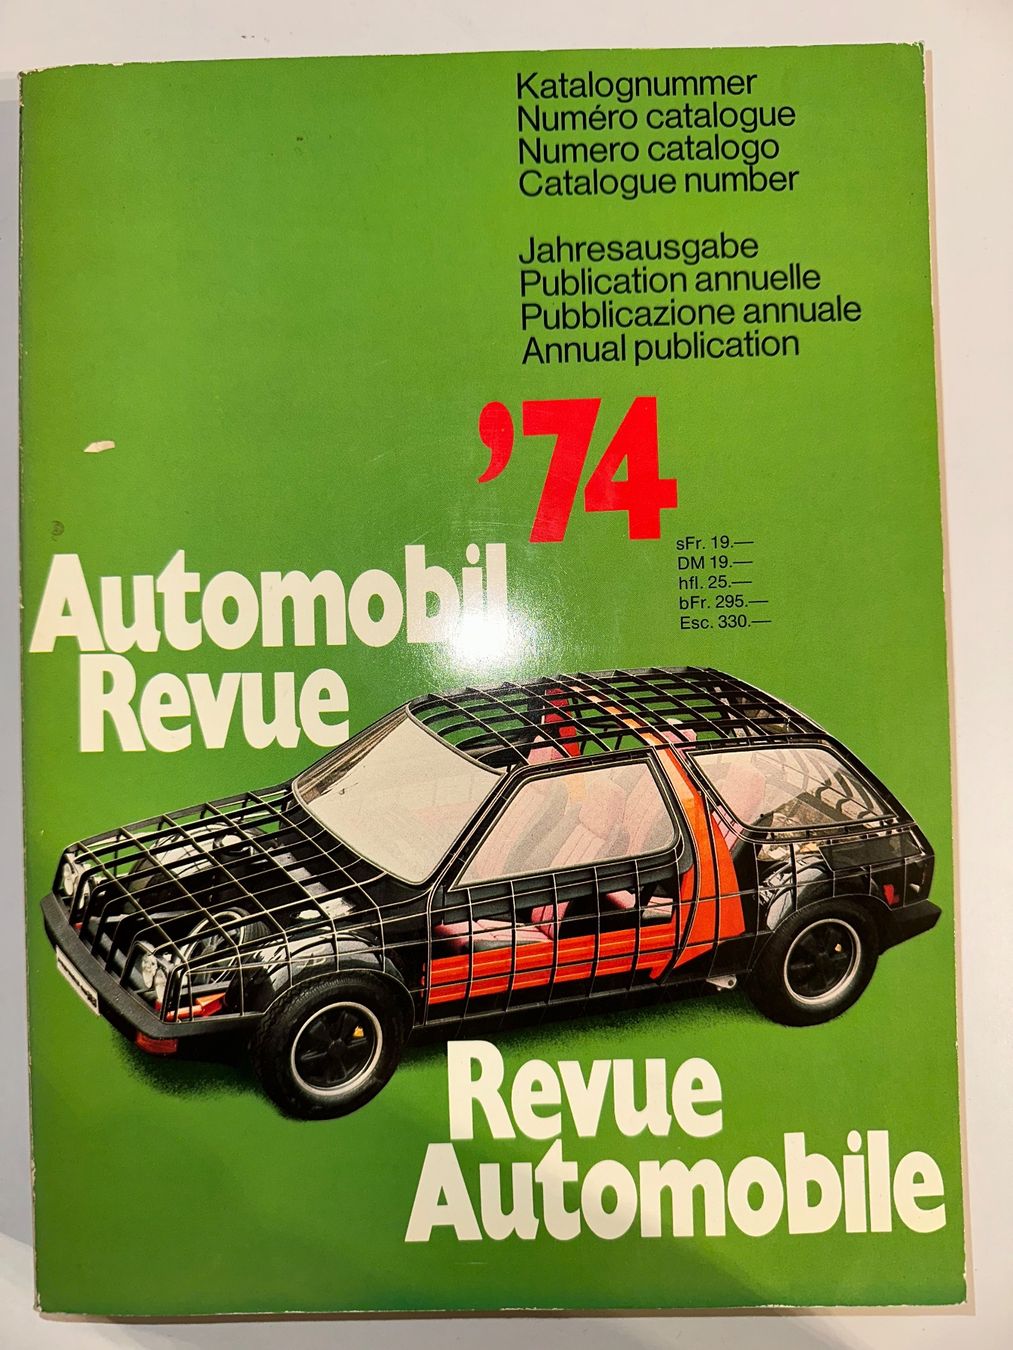 Katalognummer
Numéro catalogue
Numero catalogo
Catalogue number
Jahresausgabe
Publication annuelle
Pubblicazione annuale
Annual publication
’74
sFr. 19.—
DM 19.—
hfl. 25.—
bFr. 295.—
Esc. 330.—
Automobil
Revue
Revue
Automobile